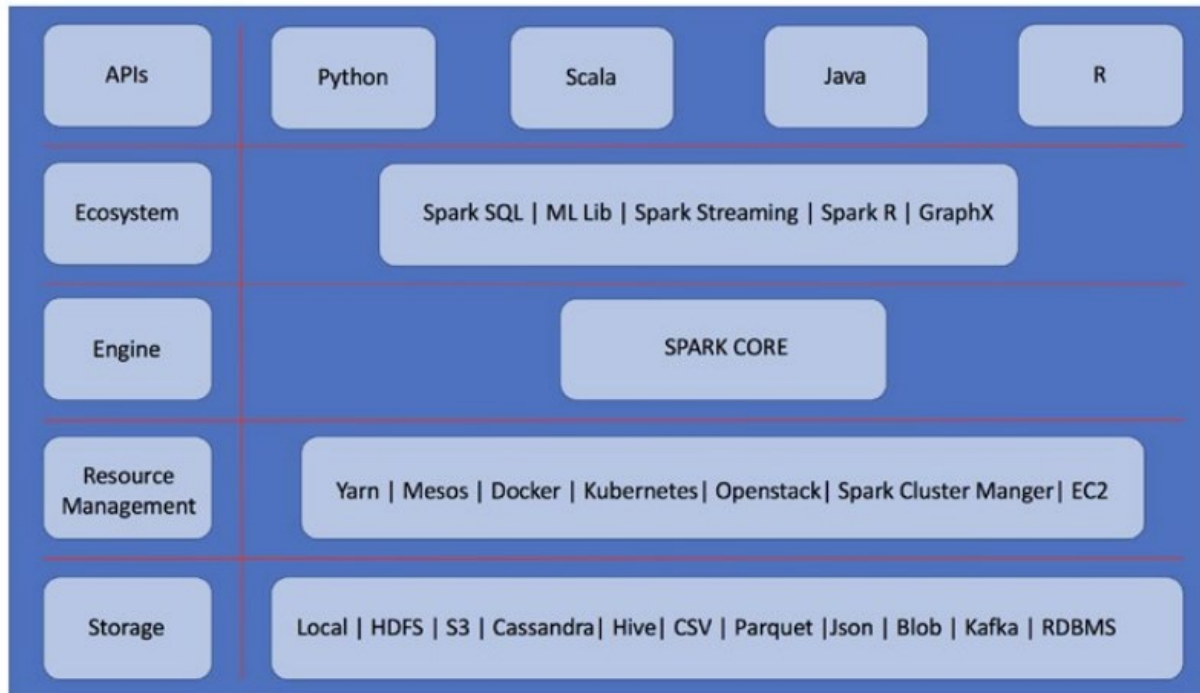 APIs
Python
Scala
Java
R
Ecosystem
Spark SQL | ML Lib | Spark Streaming | Spark R | GraphX
Engine
SPARK CORE
Resource
Management
Yarn | Mesos | Docker | Kubernetes| Openstack| Spark Cluster Manger| EC2
Storage
Local | HDFS | S3 | Cassandra| Hive| CSV | Parquet |Json | Blob | Kafka | RDBMS